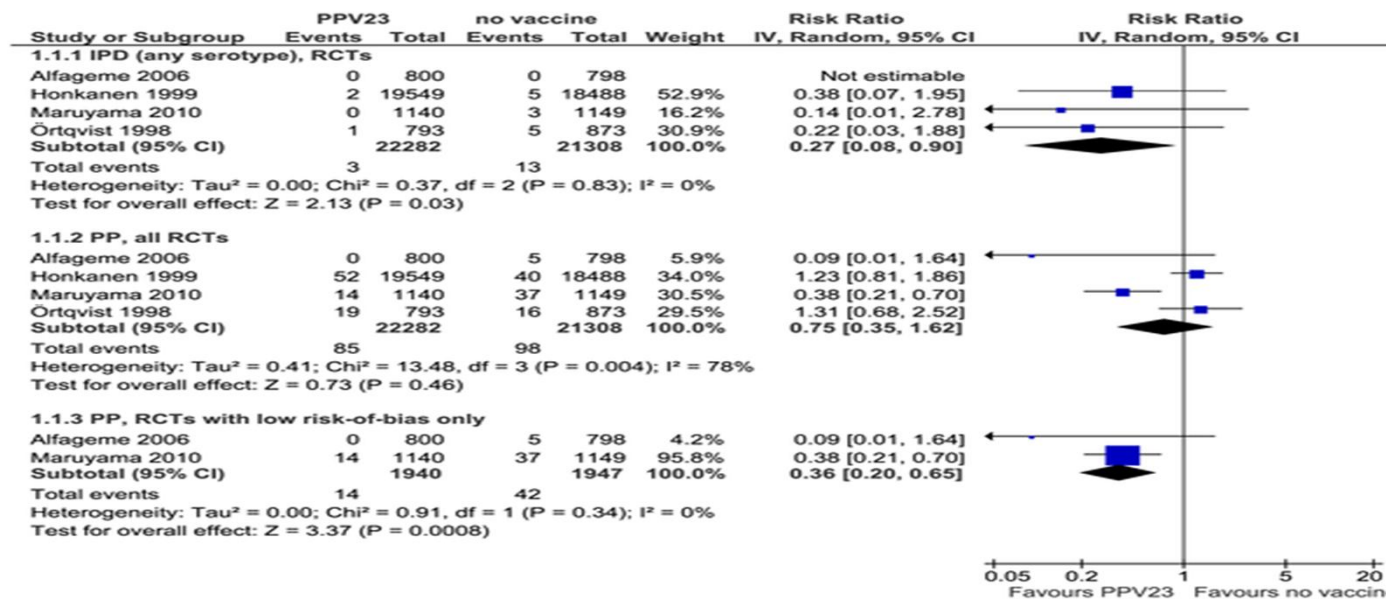 PPV23 no vaccine Risk Ratio Risk Ratio
Study or Subgroup Events Total Events Total Weight IV, Random, 95% CI IV, Random, 95% CI
1.1.1 IPD (any serotype), RCTs
Alfageme 2006 0 800 0 798 Not estimable
Honkanen 1999 2 19549 5 18488 52.9% 0.38 [0.07, 1.95]
Maruyama 2010 0 1140 3 1149 16.2% 0.14 [0.01, 2.78]
Örtqvist 1998 1 793 5 873 30.9% 0.22 [0.03, 1.88]
Subtotal (95% CI) 22282 21308 100.0% 0.27 [0.08, 0.90]
Total events 3 13
Heterogeneity: Tau² = 0.00; Chi² = 0.37, df = 2 (P = 0.83); I² = 0%
Test for overall effect: Z = 2.13 (P = 0.03)
1.1.2 PP, all RCTs
Alfageme 2006 0 800 5 798 5.9% 0.09 [0.01, 1.64]
Honkanen 1999 52 19549 40 18488 34.0% 1.23 [0.81, 1.86]
Maruyama 2010 14 1140 37 1149 30.5% 0.38 [0.21, 0.70]
Örtqvist 1998 19 793 16 873 29.5% 1.31 [0.68, 2.52]
Subtotal (95% CI) 22282 21308 100.0% 0.75 [0.35, 1.62]
Total events 85 98
Heterogeneity: Tau² = 0.41; Chi² = 13.48, df = 3 (P = 0.004); I² = 78%
Test for overall effect: Z = 0.73 (P = 0.46)
1.1.3 PP, RCTs with low risk-of-bias only
Alfageme 2006 0 800 5 798 4.2% 0.09 [0.01, 1.64]
Maruyama 2010 14 1140 37 1149 95.8% 0.38 [0.21, 0.70]
Subtotal (95% CI) 1940 1947 100.0% 0.36 [0.20, 0.65]
Total events 14 42
Heterogeneity: Tau² = 0.00; Chi² = 0.91, df = 1 (P = 0.34); I² = 0%
Test for overall effect: Z = 3.37 (P = 0.0008)
0.05 0.2 1 5 20
Favours PPV23 Favours no vaccin